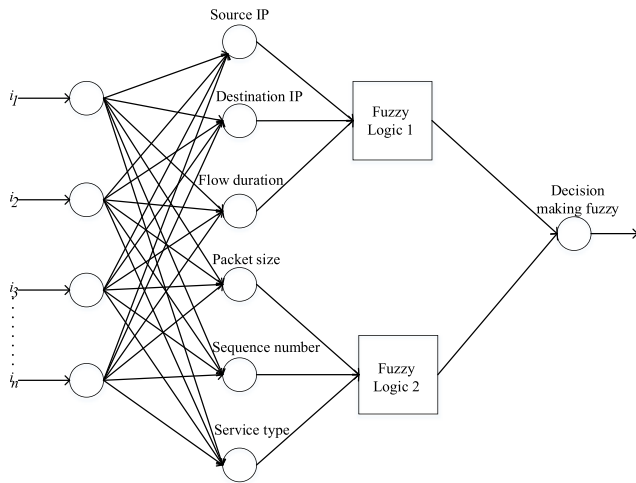 Source IP
i1
Destination IP
Fuzzy
Logic 1
Flow duration
i2
Decision
making fuzzy
Packet size
i3
Sequence number
Fuzzy
Logic 2
in
Service type